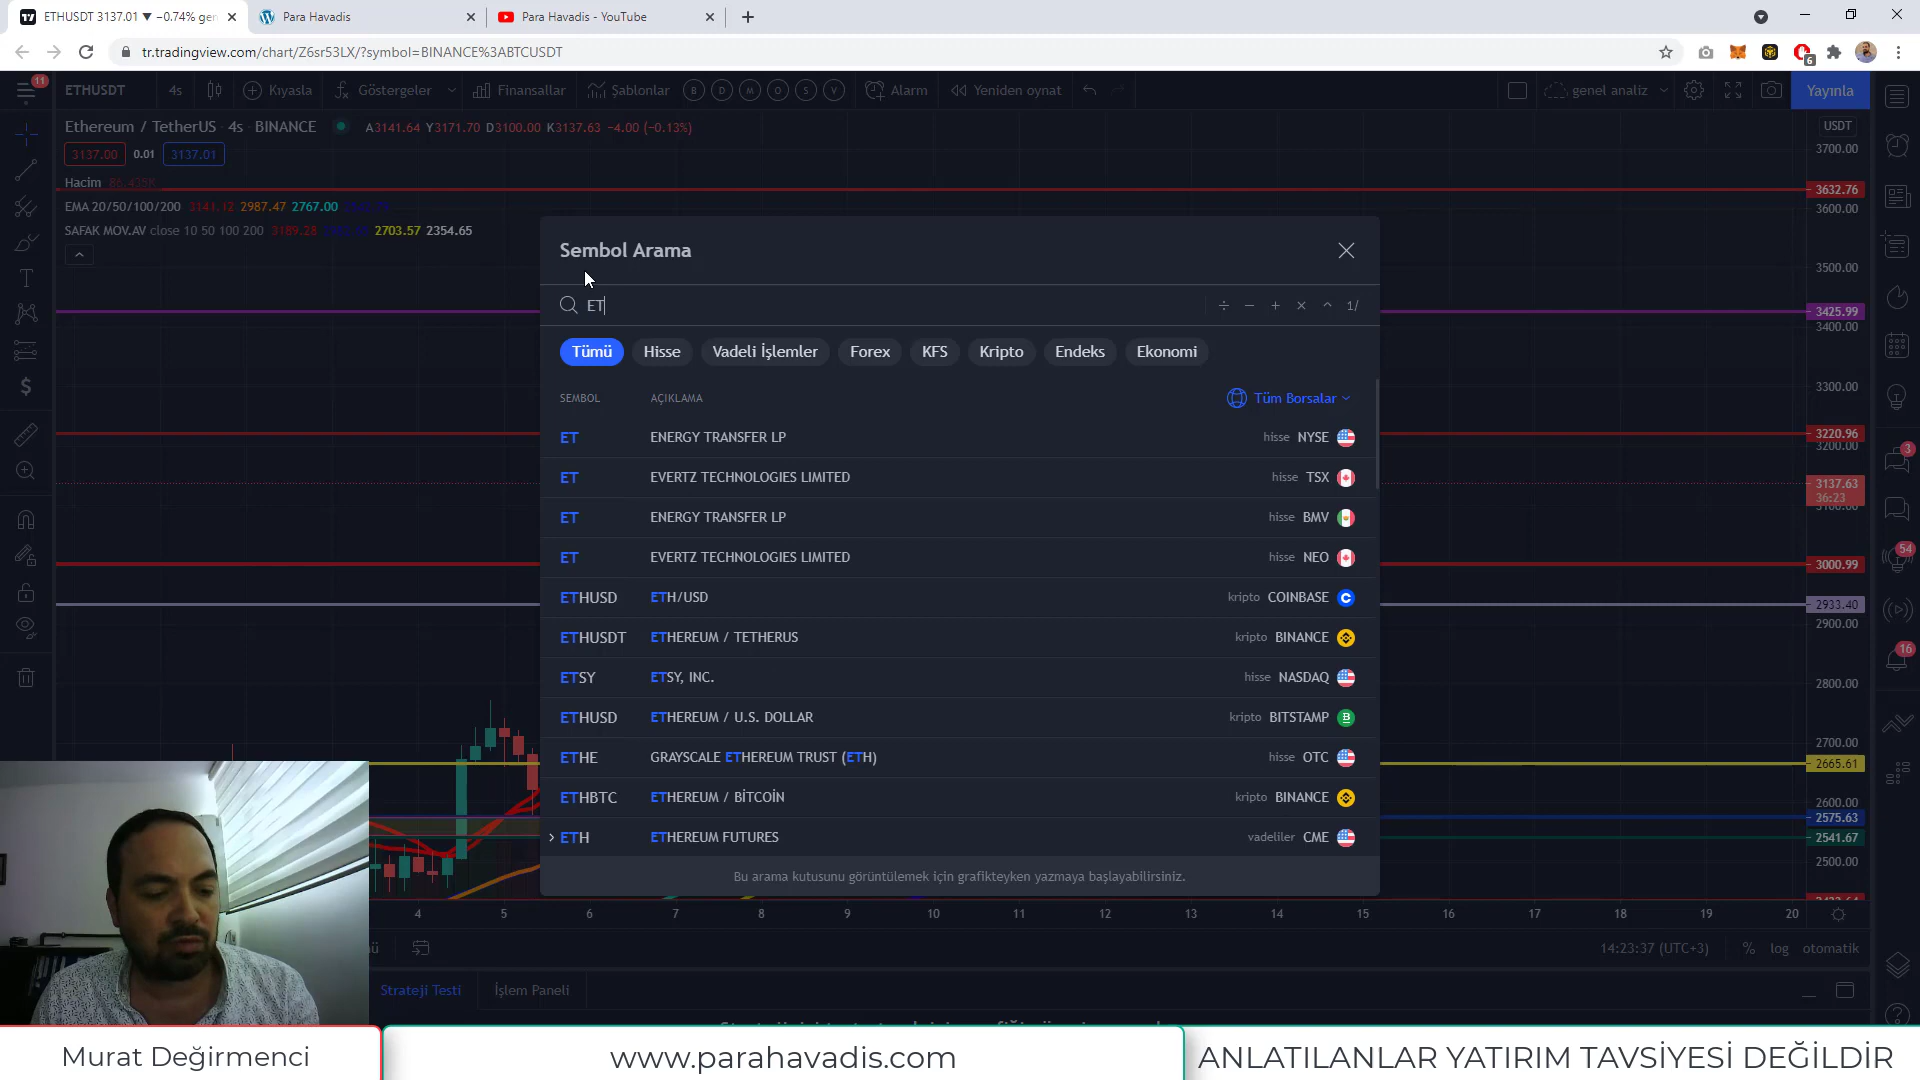 ETHUSDT 3137.01 ▼ −0.74% gen
Para Havadis
Para Havadis - YouTube
tr.tradingview.com/chart/Z6sr53LX/?symbol=BINANCE%3ABTCUSDT
6
11
ETHUSDT
4s
Kıyasla
Göstergeler
Finansallar
Şablonlar
B D M O S V
Alarm
Yeniden oynat
genel analiz
Yayınla
Ethereum / TetherUS · 4s · BINANCE
A3141.64 Y3171.70 D3100.00 K3137.63 −4.00 (−0.13%)
3137.00 0.01 3137.01
Hacim 86.435K
EMA 20/50/100/200 3141.12 2987.47 2767.00
SAFAK MOV.AV close 10 50 100 200 3189.28 2703.57 2354.65
USDT
3700.00
3632.76
3600.00
3500.00
3425.99
3400.00
3300.00
3220.96
3200.00
3137.63
36:23
3100.00
3000.99
2933.40
2900.00
2800.00
2700.00
2665.61
2600.00
2575.63
2541.67
2500.00
3
54
16
Sembol Arama
ET
÷ − + × ^ 1/
Tümü Hisse Vadeli İşlemler Forex KFS Kripto Endeks Ekonomi
SEMBOL AÇIKLAMA Tüm Borsalar
ET ENERGY TRANSFER LP hisse NYSE
ET EVERTZ TECHNOLOGIES LIMITED hisse TSX
ET ENERGY TRANSFER LP hisse BMV
ET EVERTZ TECHNOLOGIES LIMITED hisse NEO
ETHUSD ETH/USD kripto COINBASE
ETHUSDT ETHEREUM / TETHERUS kripto BINANCE
ETSY ETSY, INC. hisse NASDAQ
ETHUSD ETHEREUM / U.S. DOLLAR kripto BITSTAMP
ETHE GRAYSCALE ETHEREUM TRUST (ETH) hisse OTC
ETHBTC ETHEREUM / BİTCOİN kripto BINANCE
ETH ETHEREUM FUTURES vadeliler CME
Bu arama kutusunu görüntülemek için grafikteyken yazmaya başlayabilirsiniz.
4 5 6 7 8 9 10 11 12 13 14 15 16 17 18 19 20
14:23:37 (UTC+3) % log otomatik
Strateji Testi
İşlem Paneli
Murat Değirmenci
www.parahavadis.com
ANLATILANLAR YATIRIM TAVSİYESİ DEĞİLDİR